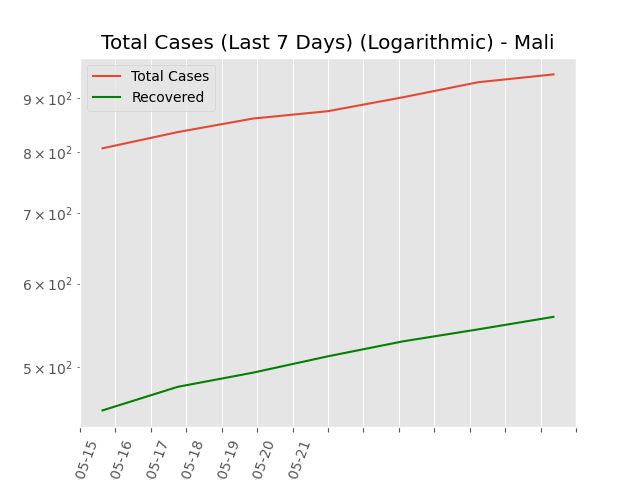 Total Cases (Last 7 Days) (Logarithmic) - Mali
Total Cases
Recovered
9 × 10²
8 × 10²
7 × 10²
6 × 10²
5 × 10²
05-15
05-16
05-17
05-18
05-19
05-20
05-21